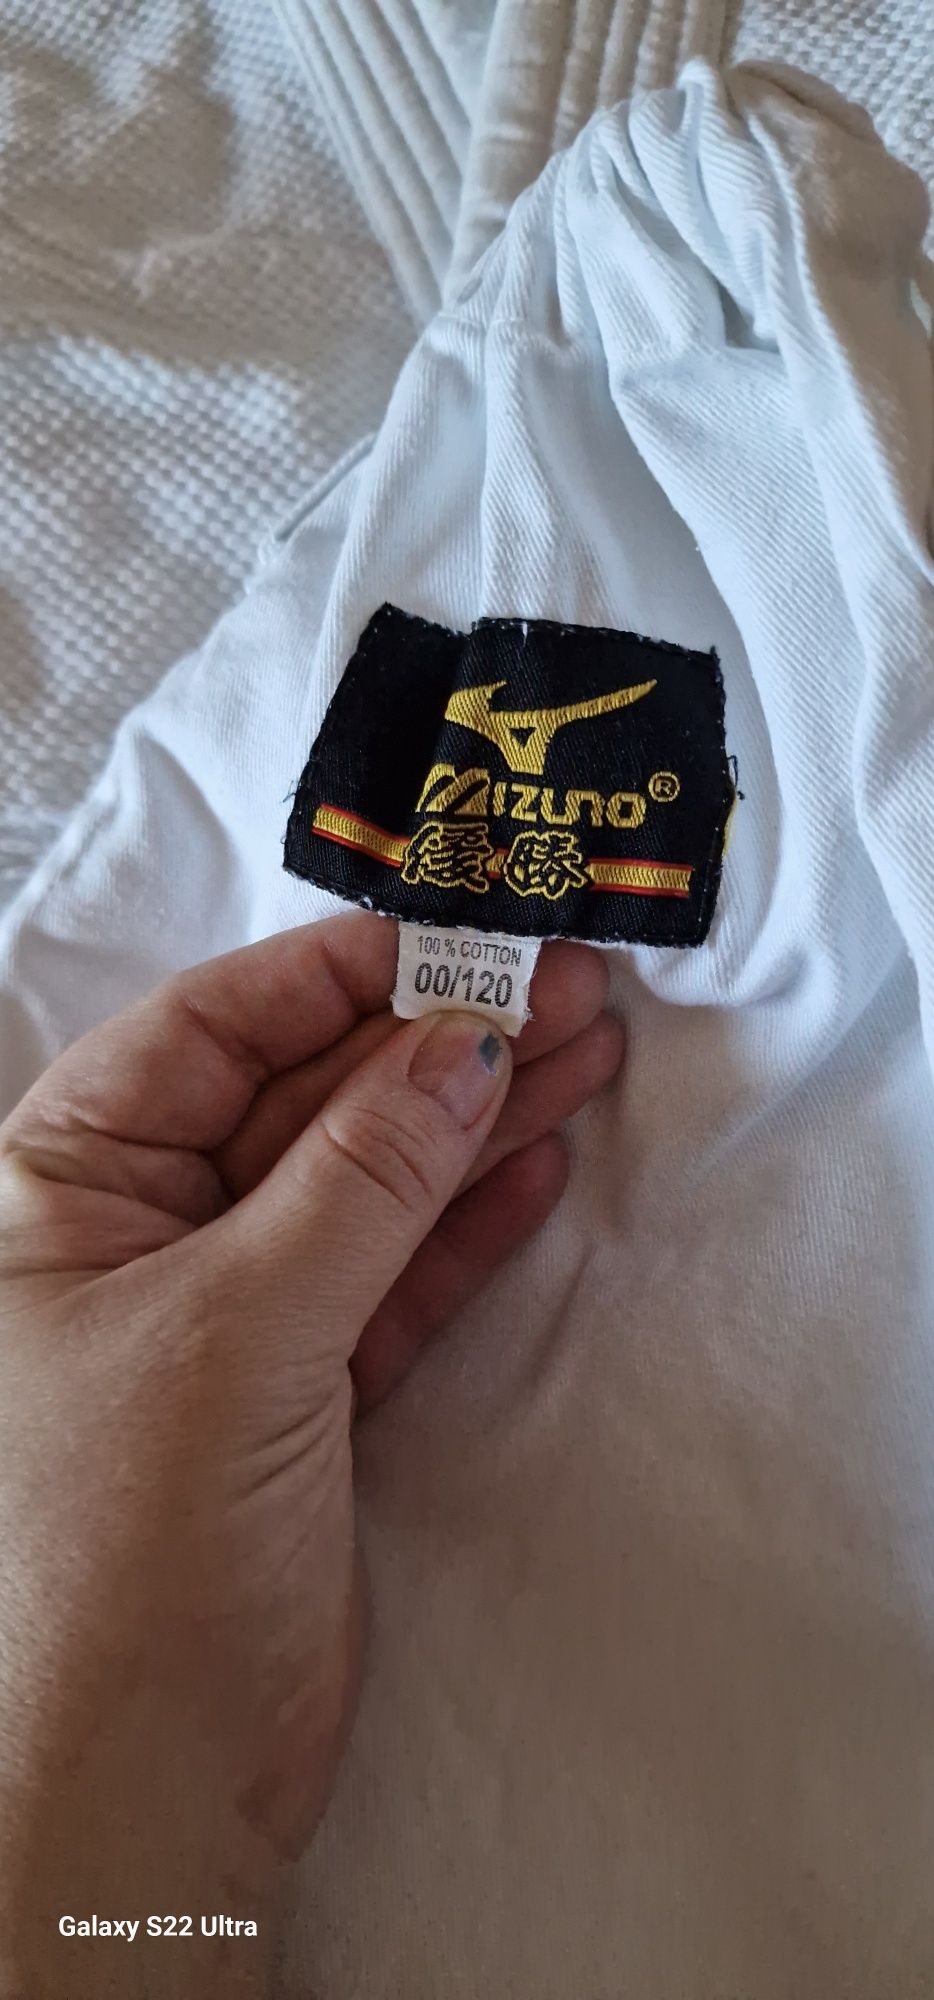 MIZUNO®
優勝
100 % COTTON
00/120
Galaxy S22 Ultra